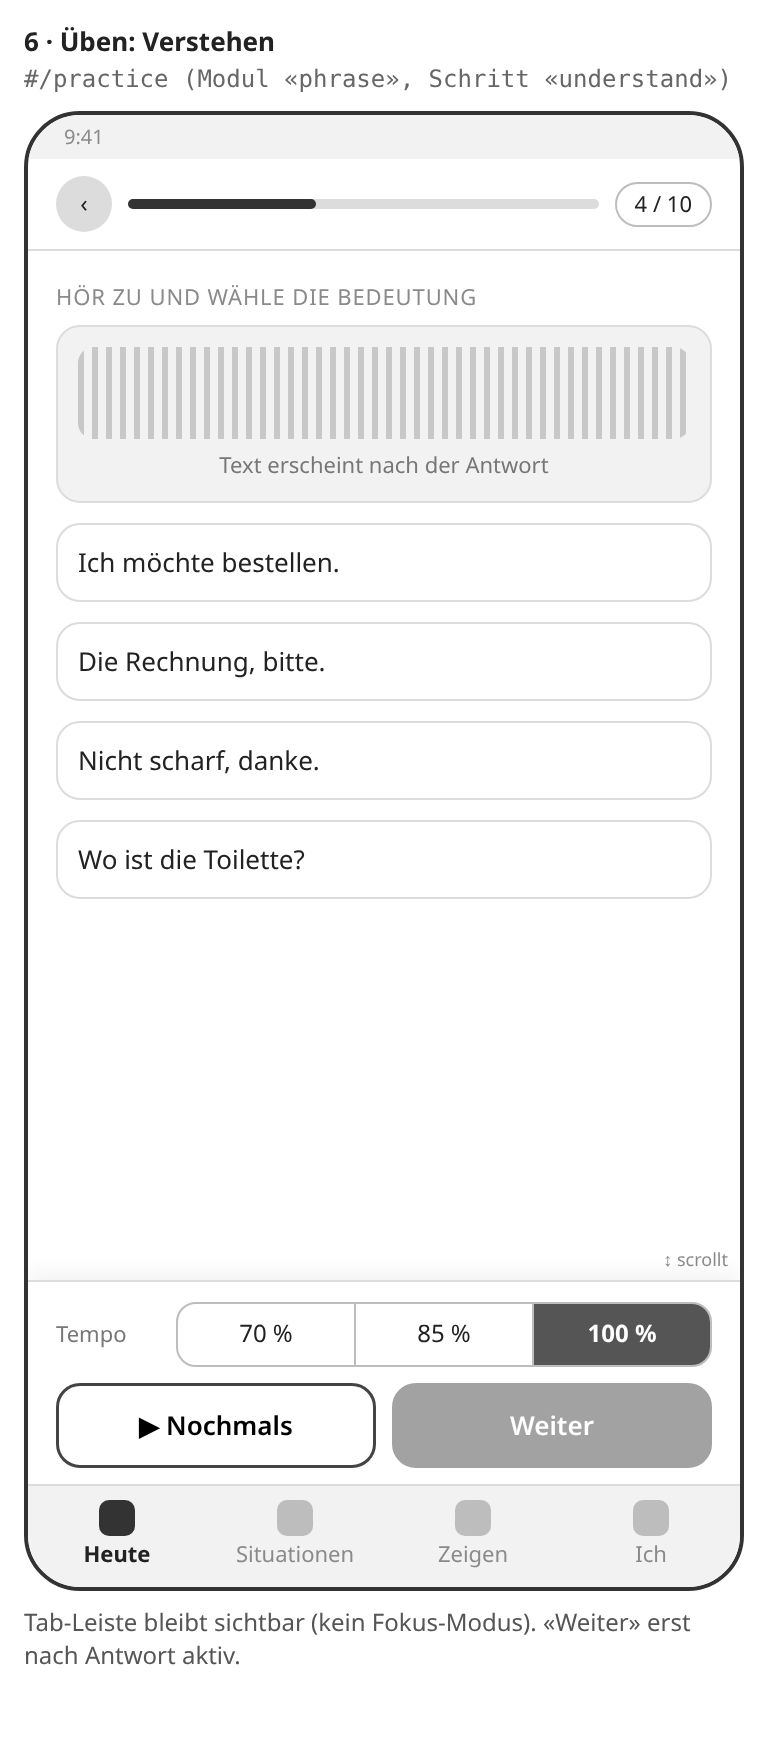 6 · Üben: Verstehen
#/practice (Modul «phrase», Schritt «understand»)
9:41
‹
4 / 10
HÖR ZU UND WÄHLE DIE BEDEUTUNG
Text erscheint nach der Antwort
Ich möchte bestellen.
Die Rechnung, bitte.
Nicht scharf, danke.
Wo ist die Toilette?
↕ scrollt
Tempo 70 % 85 % 100 %
▶ Nochmals Weiter
Heute Situationen Zeigen Ich
Tab-Leiste bleibt sichtbar (kein Fokus-Modus). «Weiter» erst
nach Antwort aktiv.